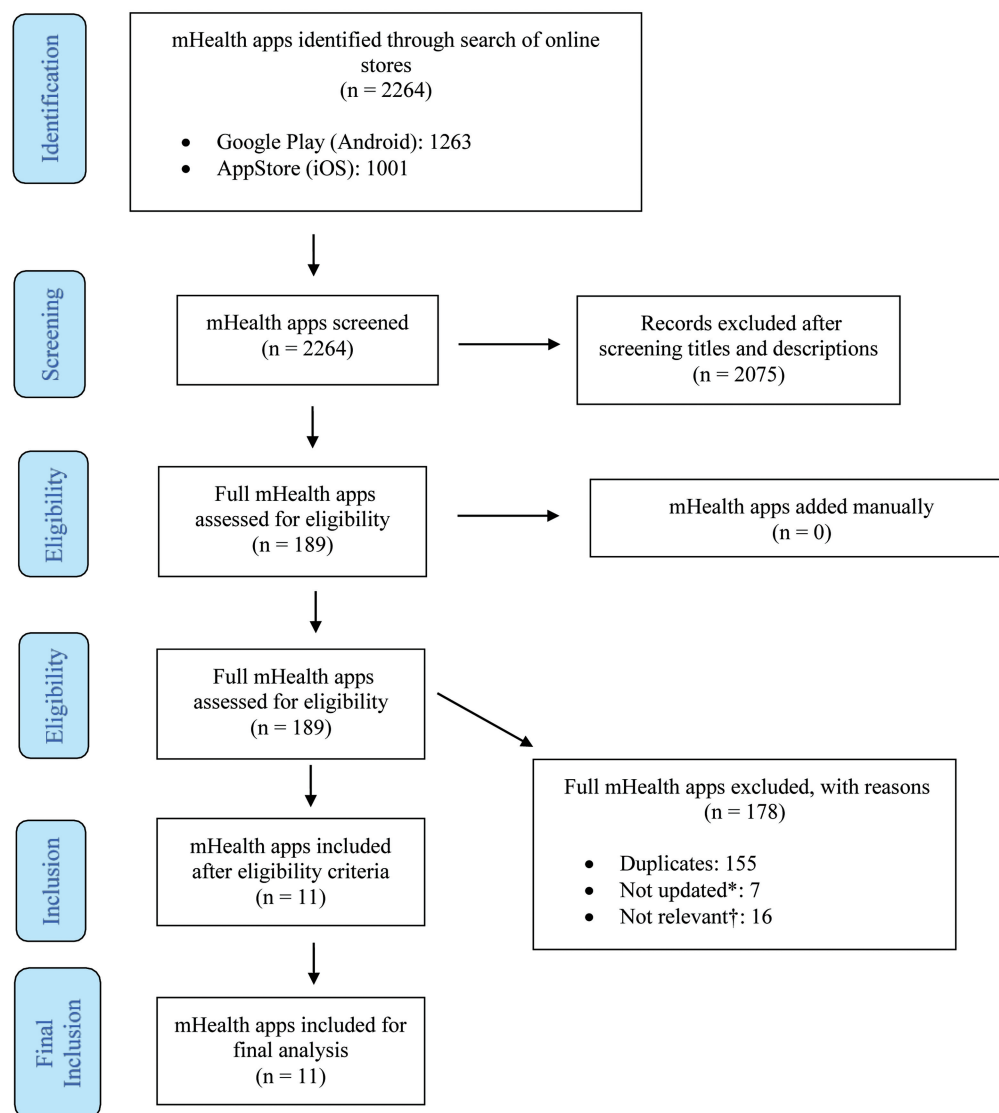 Identification
mHealth apps identified through search of online
stores
(n = 2264)
• Google Play (Android): 1263
• AppStore (iOS): 1001
Screening
mHealth apps screened
(n = 2264)
Records excluded after
screening titles and descriptions
(n = 2075)
Eligibility
Full mHealth apps
assessed for eligibility
(n = 189)
mHealth apps added manually
(n = 0)
Eligibility
Full mHealth apps
assessed for eligibility
(n = 189)
Full mHealth apps excluded, with reasons
(n = 178)
• Duplicates: 155
• Not updated*: 7
• Not relevant†: 16
Inclusion
mHealth apps included
after eligibility criteria
(n = 11)
Final
Inclusion
mHealth apps included for
final analysis
(n = 11)